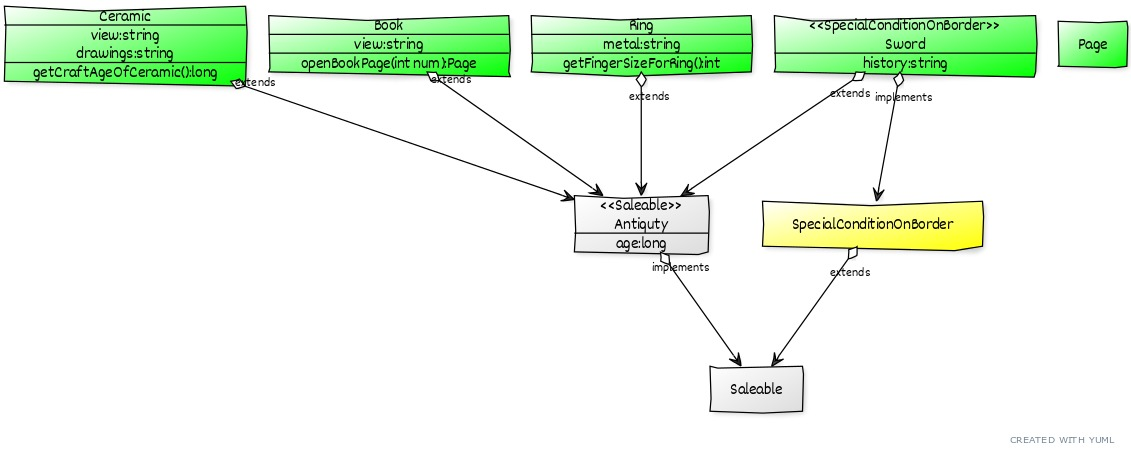 Ceramic
view:string
drawings:string
getCraftAgeOfCeramic():long
Book
view:string
openBookPage(int num):Page
Ring
metal:string
getFingerSizeForRing():int
<<SpecialConditionOnBorder>>
Sword
history:string
Page
extends
extends
extends
extends
implements
<<Saleable>>
Antiquty
age:long
SpecialConditionOnBorder
implements
extends
Saleable
CREATED WITH YUML